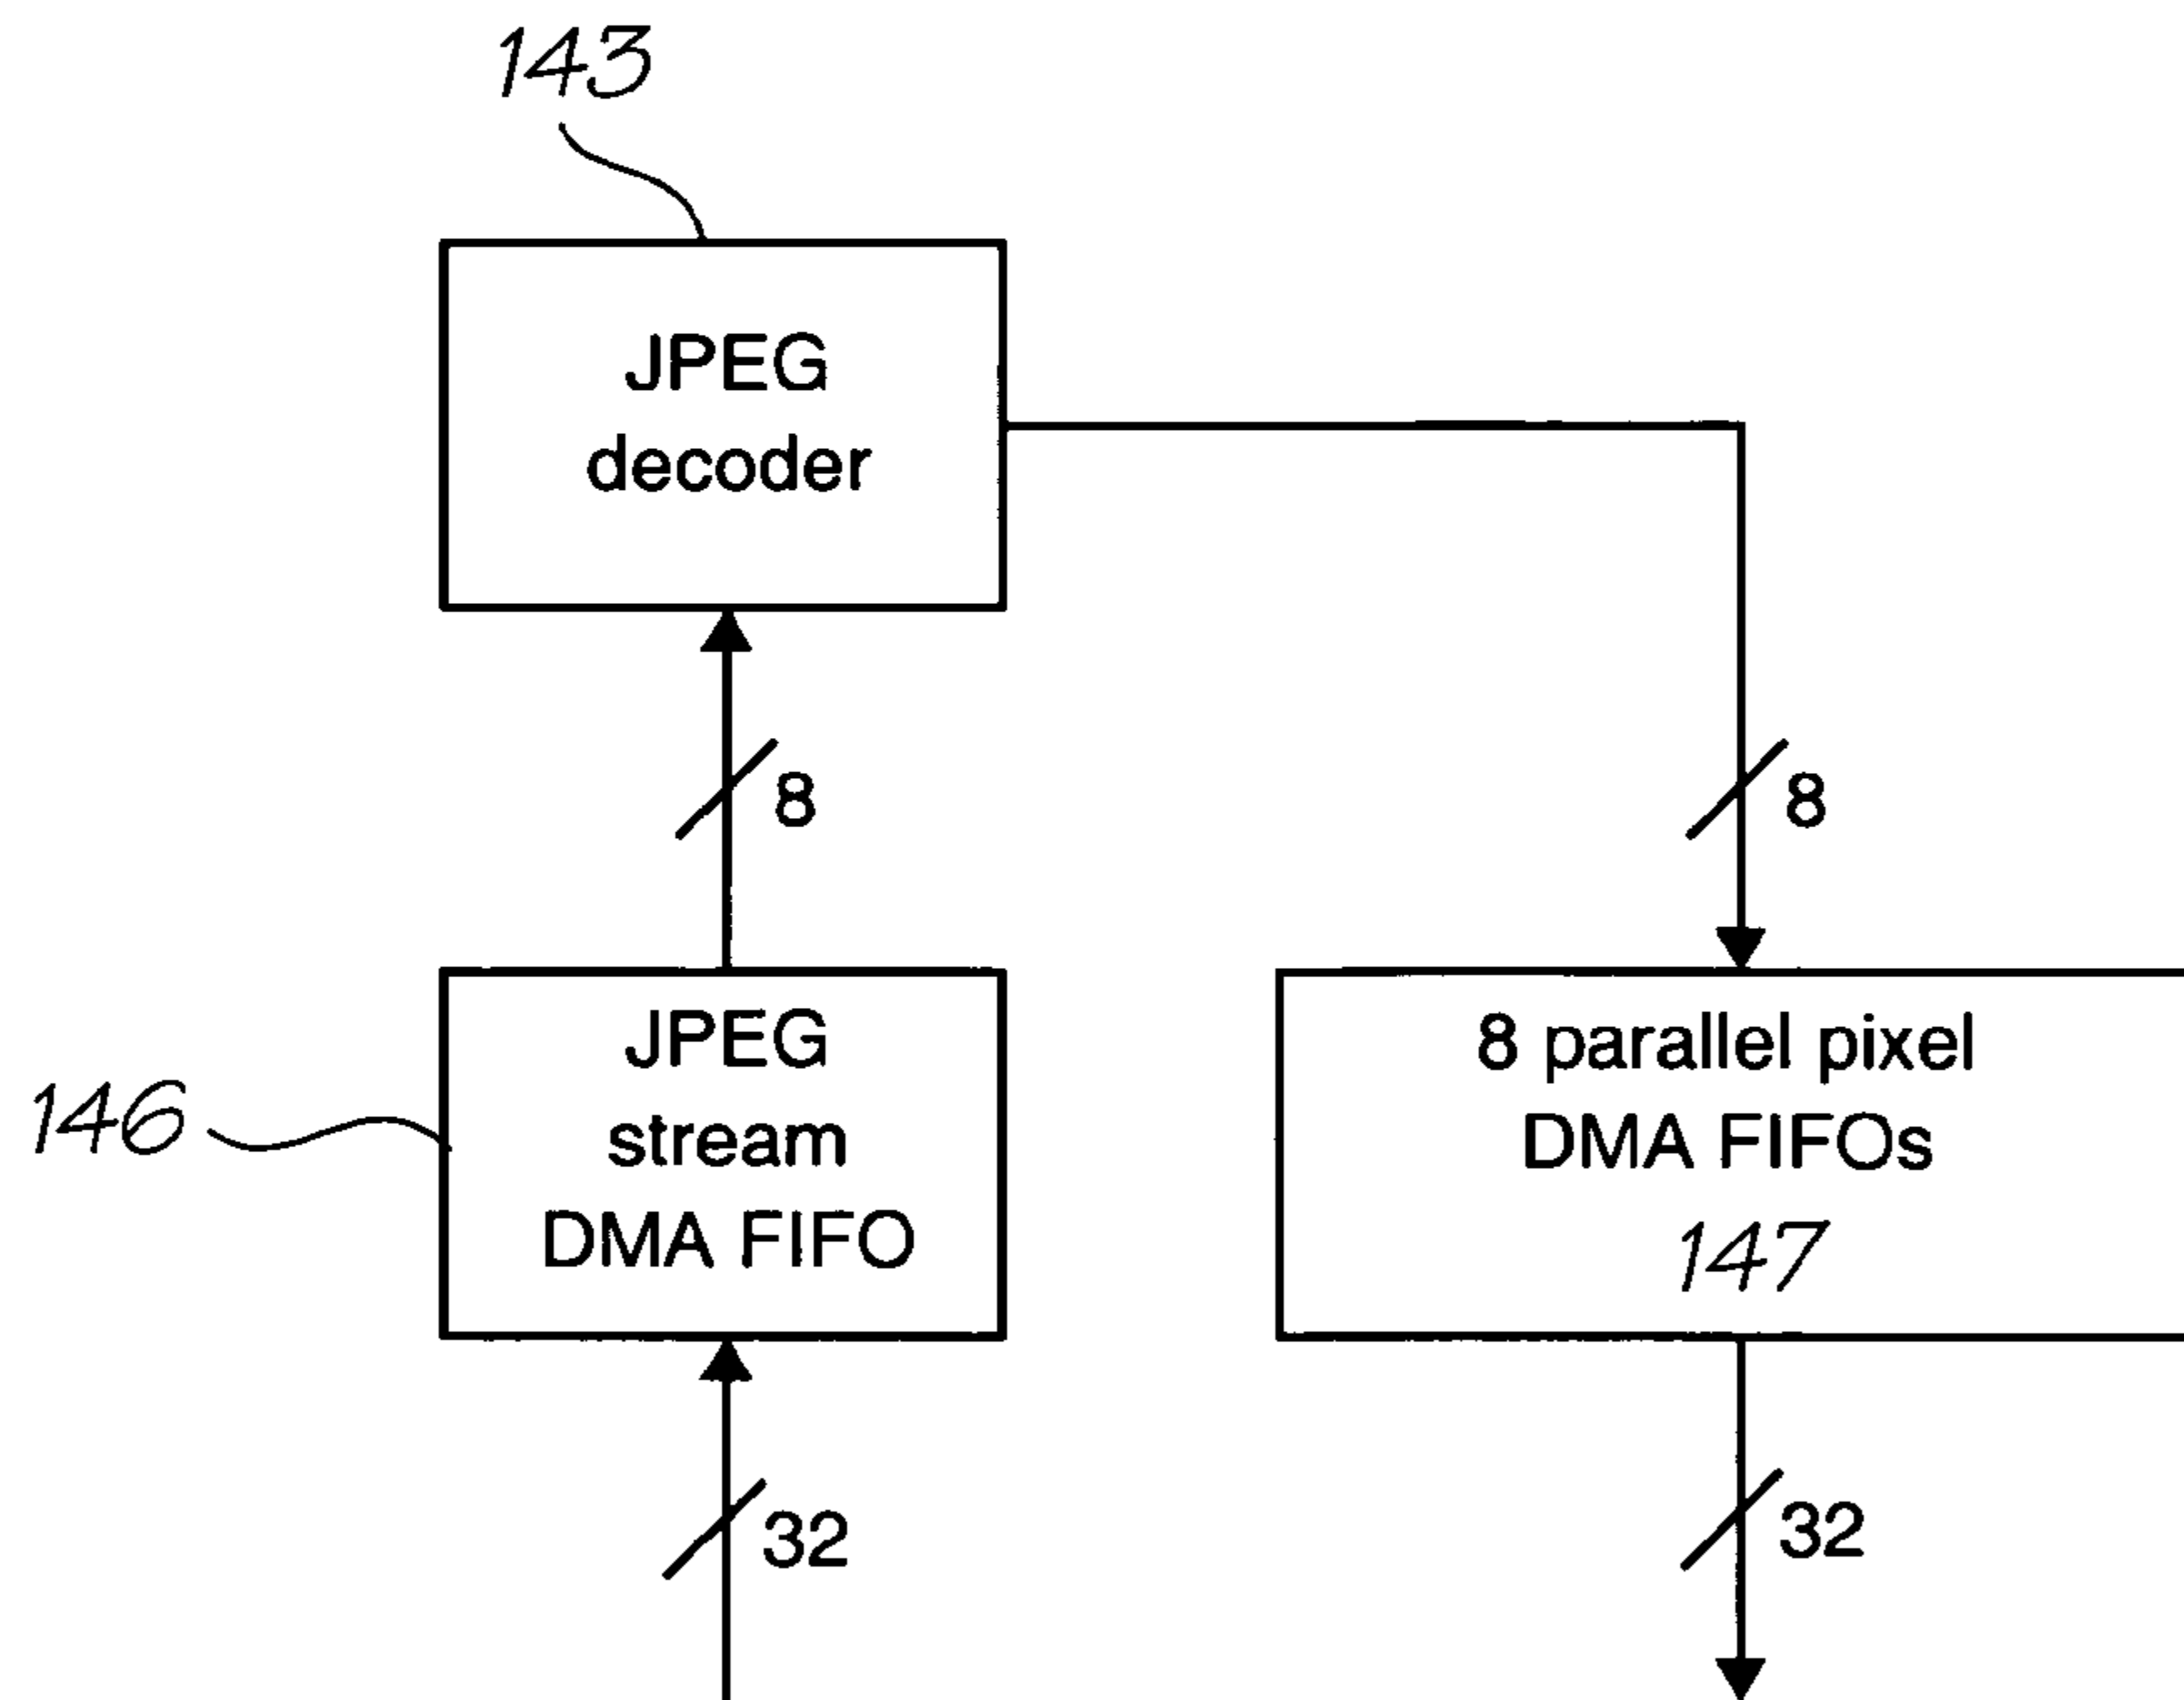 143
JPEG
decoder
8
8
146
JPEG
stream
DMA FIFO
8 parallel pixel
DMA FIFOs
147
32
32